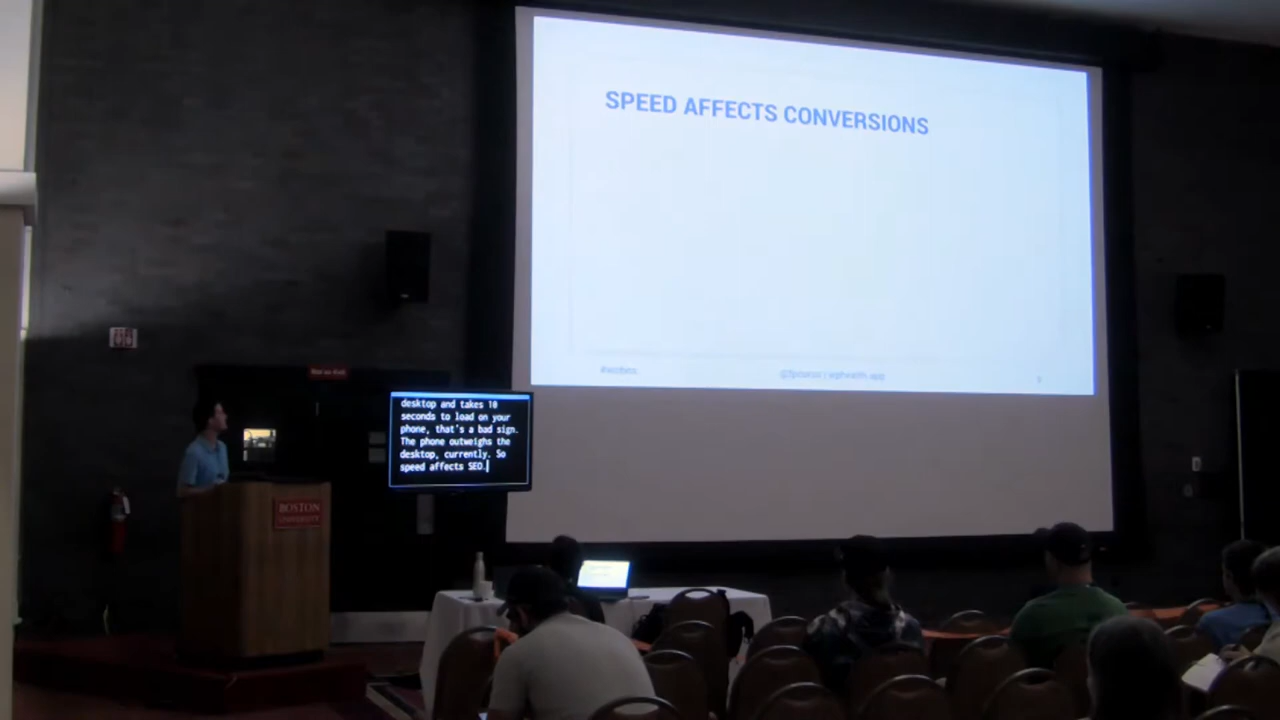 SPEED AFFECTS CONVERSIONS
desktop and takes 10
seconds to load on your
phone, that's a bad sign.
The phone outweighs the
desktop, currently. So
speed affects SEO.
BOSTON
UNIVERSITY